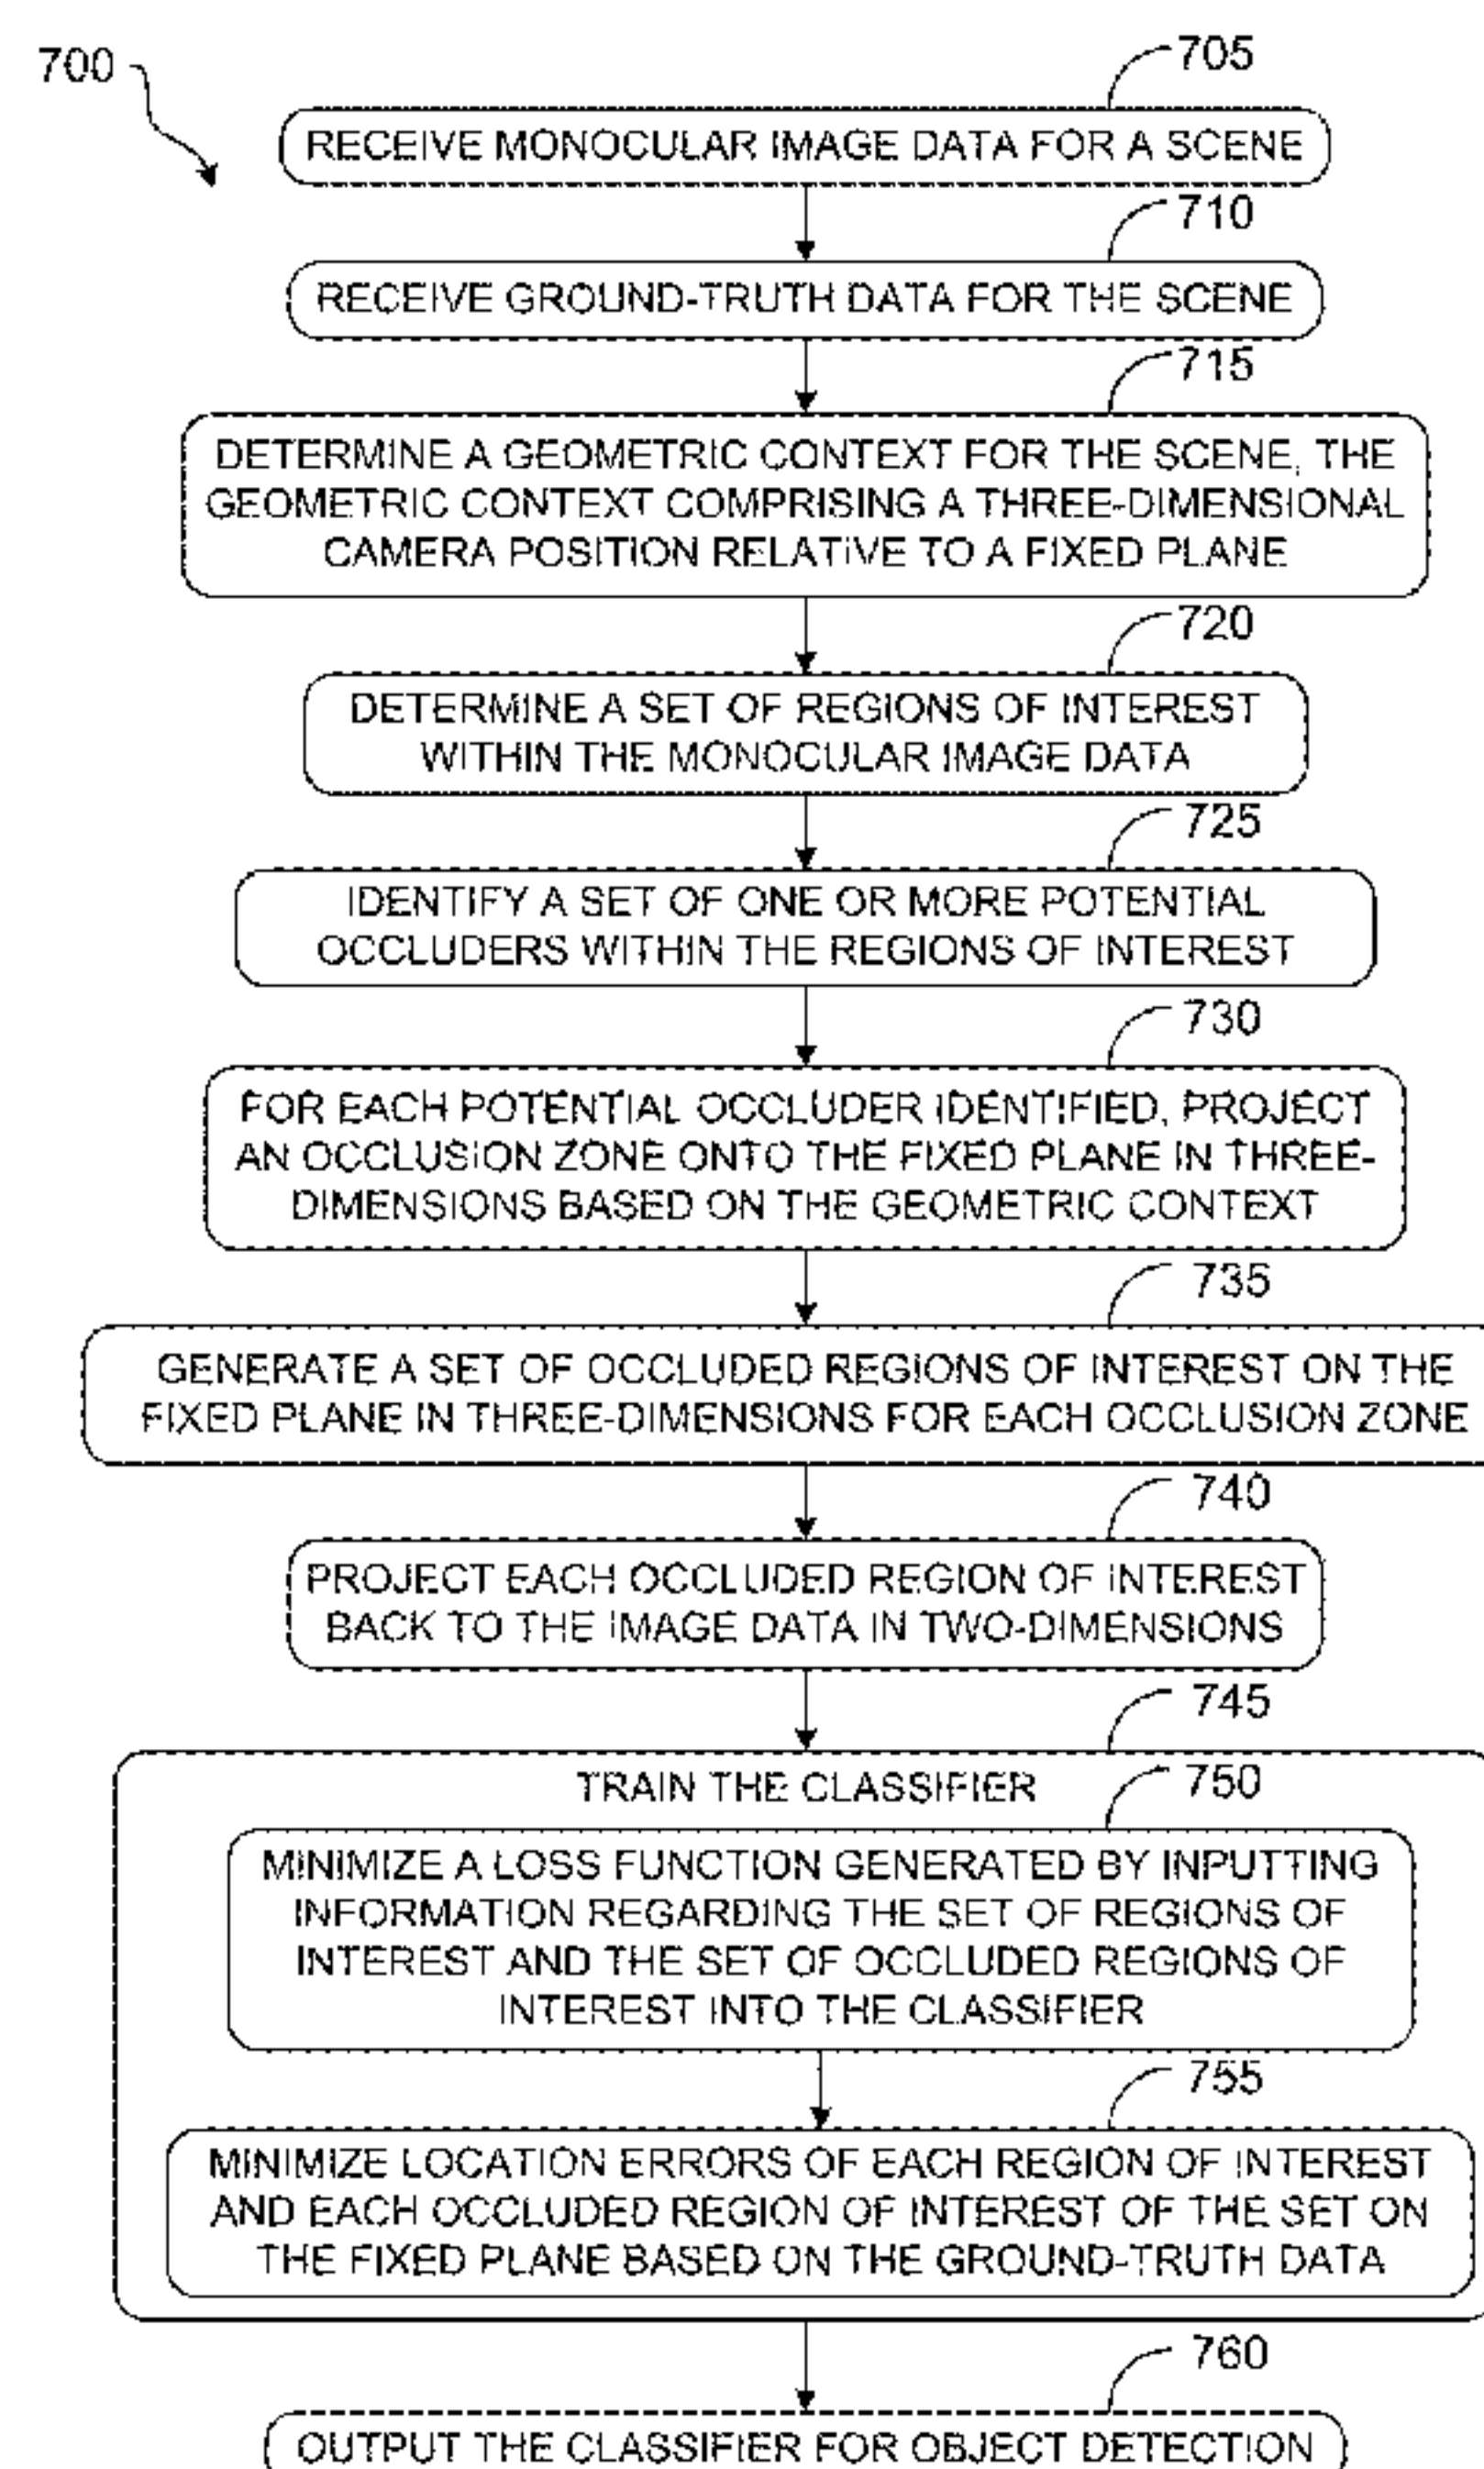 700
705
RECEIVE MONOCULAR IMAGE DATA FOR A SCENE
710
RECEIVE GROUND-TRUTH DATA FOR THE SCENE
715
DETERMINE A GEOMETRIC CONTEXT FOR THE SCENE, THE
GEOMETRIC CONTEXT COMPRISING A THREE-DIMENSIONAL
CAMERA POSITION RELATIVE TO A FIXED PLANE
720
DETERMINE A SET OF REGIONS OF INTEREST
WITHIN THE MONOCULAR IMAGE DATA
725
IDENTIFY A SET OF ONE OR MORE POTENTIAL
OCCLUDERS WITHIN THE REGIONS OF INTEREST
730
FOR EACH POTENTIAL OCCLUDER IDENTIFIED, PROJECT
AN OCCLUSION ZONE ONTO THE FIXED PLANE IN THREE-
DIMENSIONS BASED ON THE GEOMETRIC CONTEXT
735
GENERATE A SET OF OCCLUDED REGIONS OF INTEREST ON THE
FIXED PLANE IN THREE-DIMENSIONS FOR EACH OCCLUSION ZONE
740
PROJECT EACH OCCLUDED REGION OF INTEREST
BACK TO THE IMAGE DATA IN TWO-DIMENSIONS
745
TRAIN THE CLASSIFIER
750
MINIMIZE A LOSS FUNCTION GENERATED BY INPUTTING
INFORMATION REGARDING THE SET OF REGIONS OF
INTEREST AND THE SET OF OCCLUDED REGIONS OF
INTEREST INTO THE CLASSIFIER
755
MINIMIZE LOCATION ERRORS OF EACH REGION OF INTEREST
AND EACH OCCLUDED REGION OF INTEREST OF THE SET ON
THE FIXED PLANE BASED ON THE GROUND-TRUTH DATA
760
OUTPUT THE CLASSIFIER FOR OBJECT DETECTION